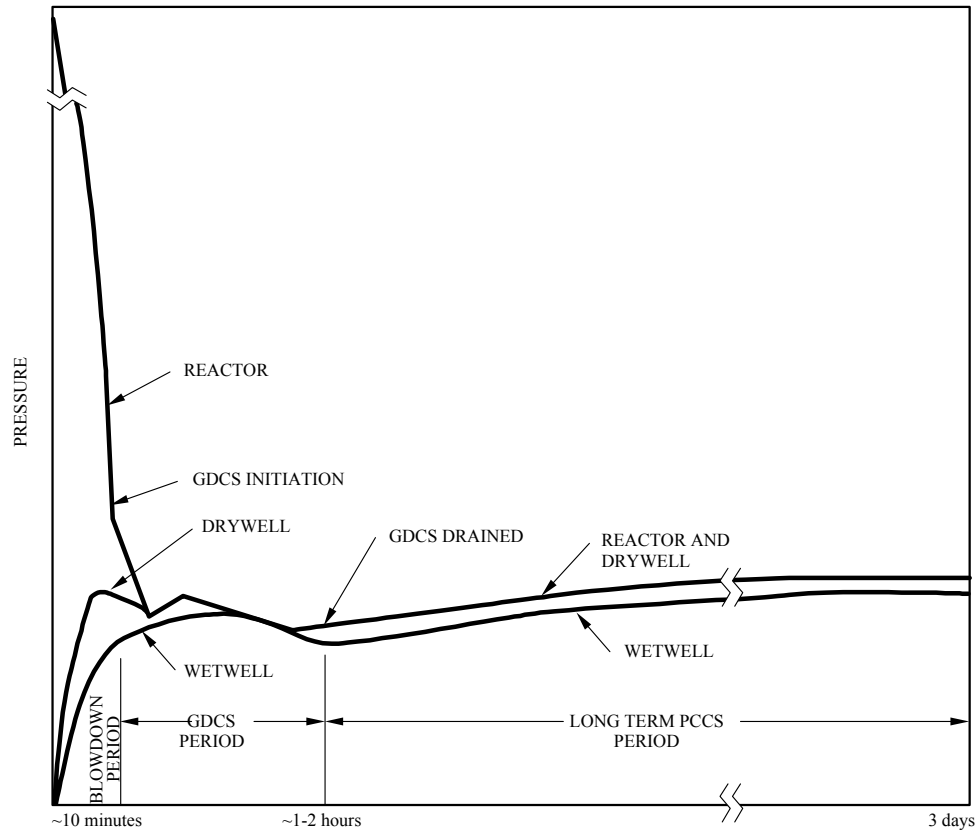 PRESSURE
REACTOR
GDCS INITIATION
DRYWELL
GDCS DRAINED
REACTOR AND
DRYWELL
WETWELL
WETWELL
BLOWDOWN
PERIOD
GDCS
PERIOD
LONG TERM PCCS
PERIOD
~10 minutes
~1-2 hours
3 days